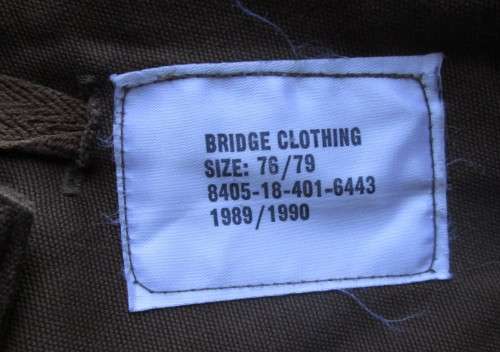 BRIDGE CLOTHING
SIZE: 76/79
8405-18-401-6443
1989/1990